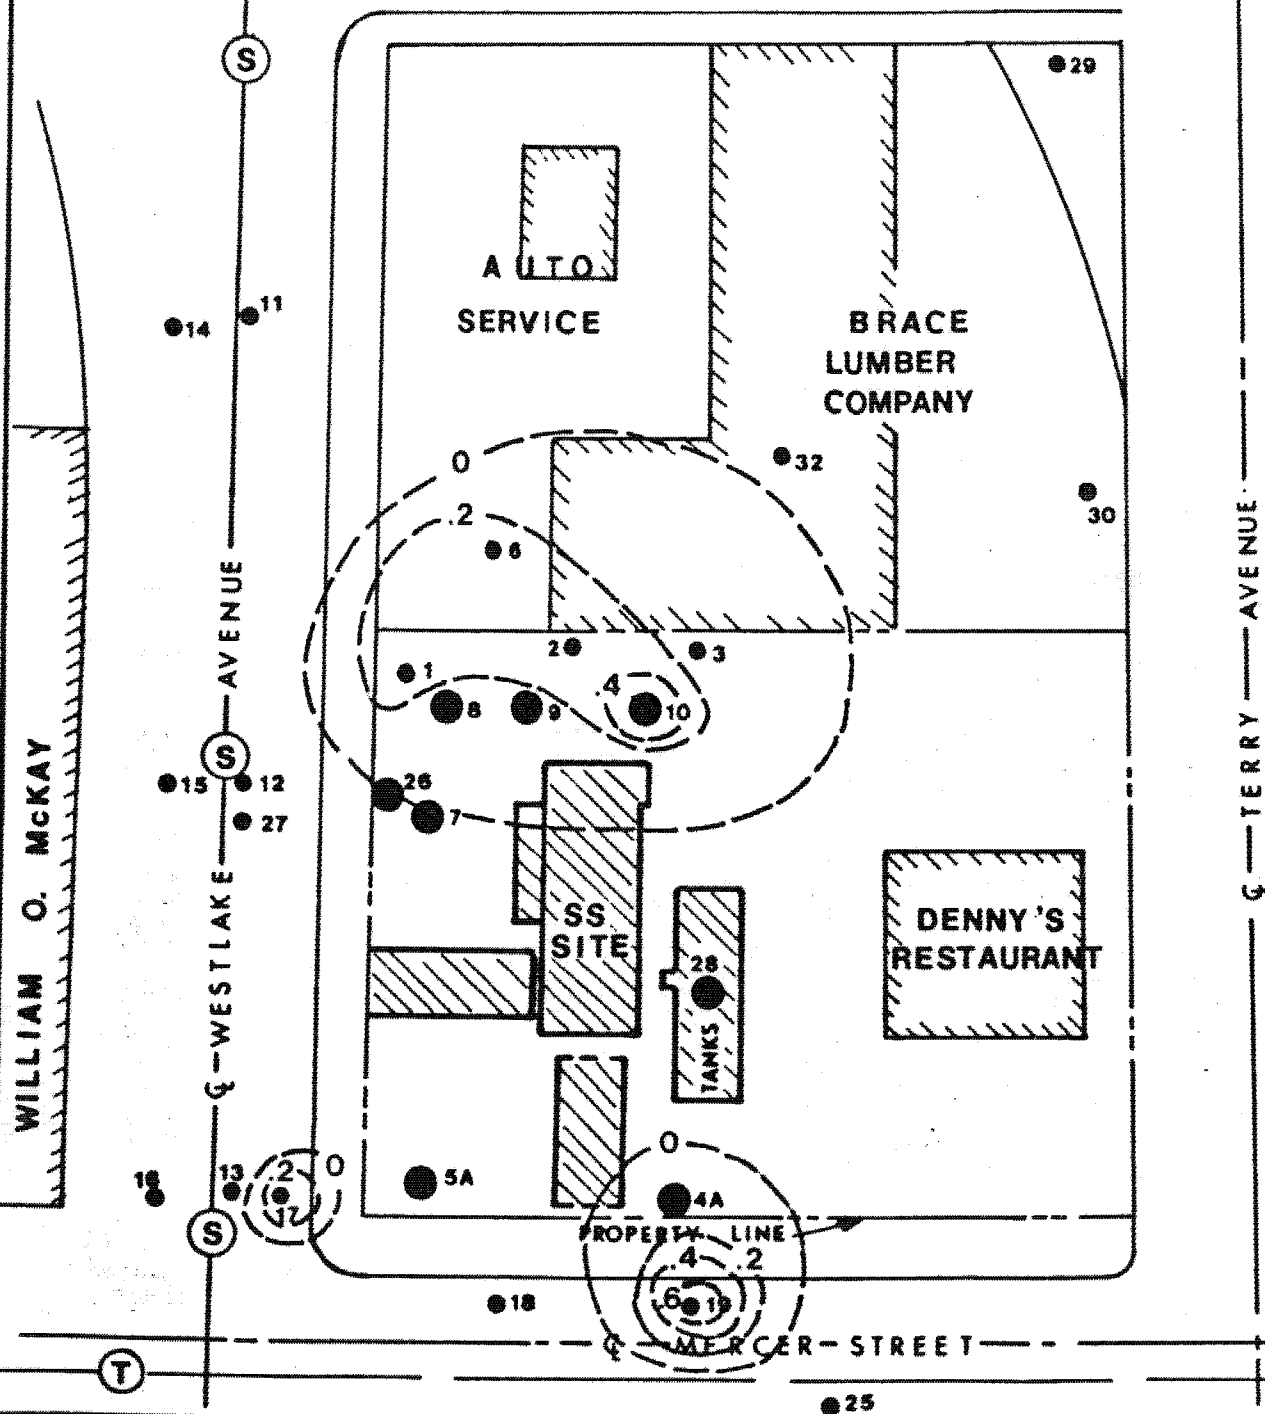 S
29
AUTO
SERVICE
11
14
BRACE
LUMBER
COMPANY
0
.2
32
30
6
AVENUE
AVENUE
2
3
1
.4
8
9
10
S
15
12
26
27
7
WILLIAM O. McKAY
℄ WESTLAKE
℄ TERRY
SS
SITE
DENNY'S
RESTAURANT
28
TANKS
0
16
13
.2
0
17
5A
4A
S
PROPERTY LINE
.4
.2
.6
19
18
℄ MERCER STREET
T
25